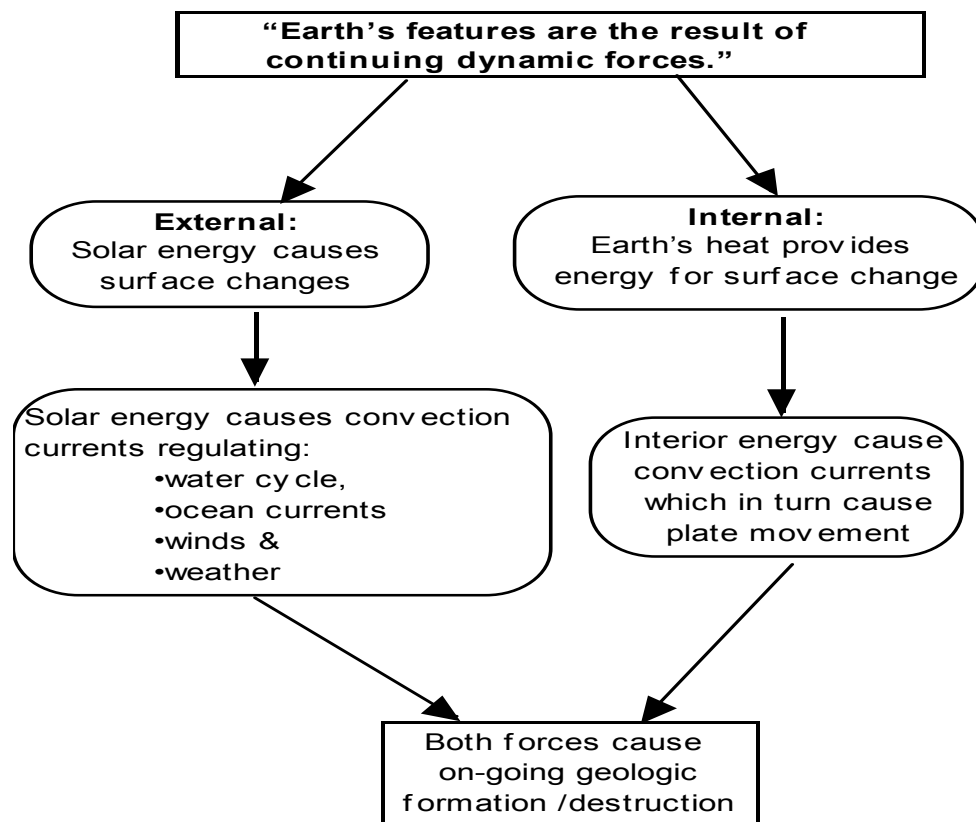 “Earth’s features are the result of
continuing dynamic forces.”
External:
Solar energy causes
surface changes
Internal:
Earth’s heat provides
energy for surface change
Solar energy causes convection
currents regulating:
•water cycle,
•ocean currents
•winds &
•weather
Interior energy cause
convection currents
which in turn cause
plate movement
Both forces cause
on-going geologic
formation /destruction